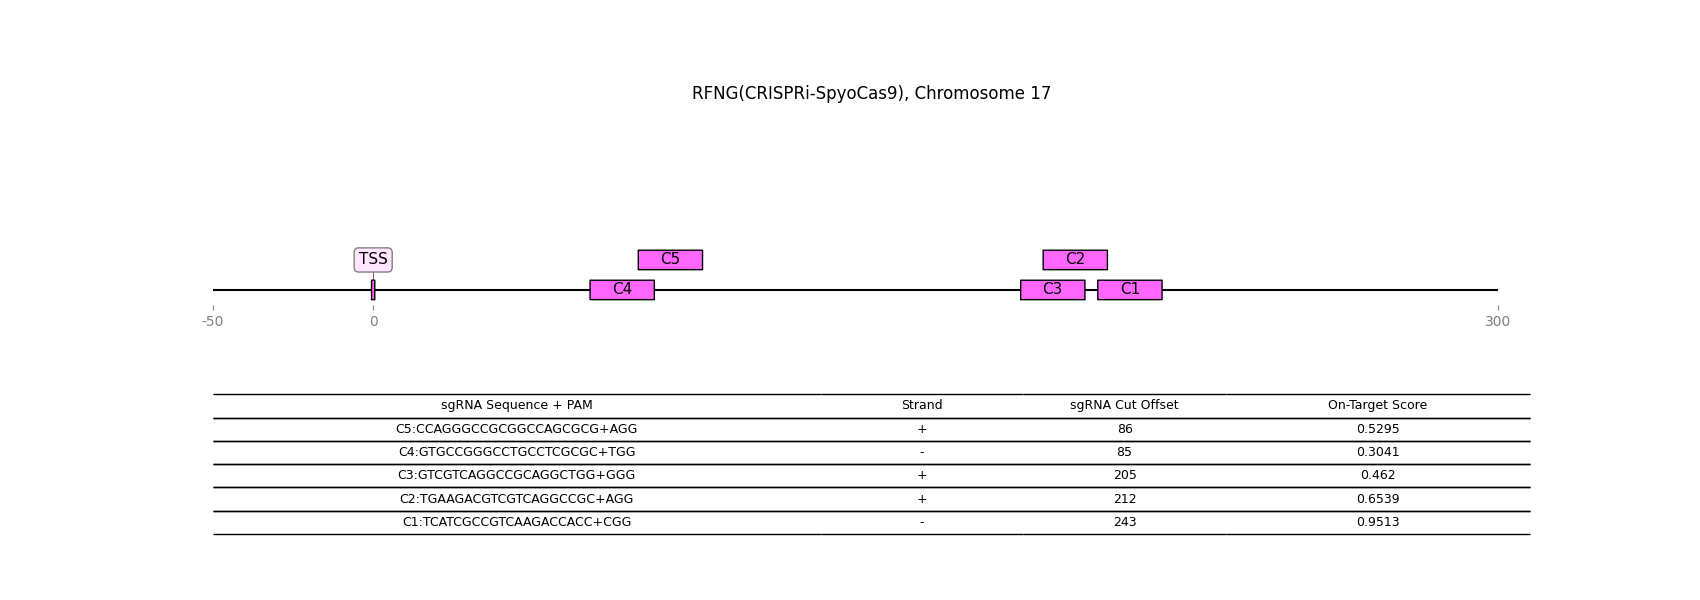 RFNG(CRISPRi-SpyoCas9), Chromosome 17
TSS C5 C2
C4 C3 C1
-50 0 300
sgRNA Sequence + PAM Strand sgRNA Cut Offset On-Target Score
C5:CCAGGGCCGCGGCCAGCGCG+AGG + 86 0.5295
C4:GTGCCGGGCCTGCCTCGCGC+TGG - 85 0.3041
C3:GTCGTCAGGCCGCAGGCTGG+GGG + 205 0.462
C2:TGAAGACGTCGTCAGGCCGC+AGG + 212 0.6539
C1:TCATCGCCGTCAAGACCACC+CGG - 243 0.9513